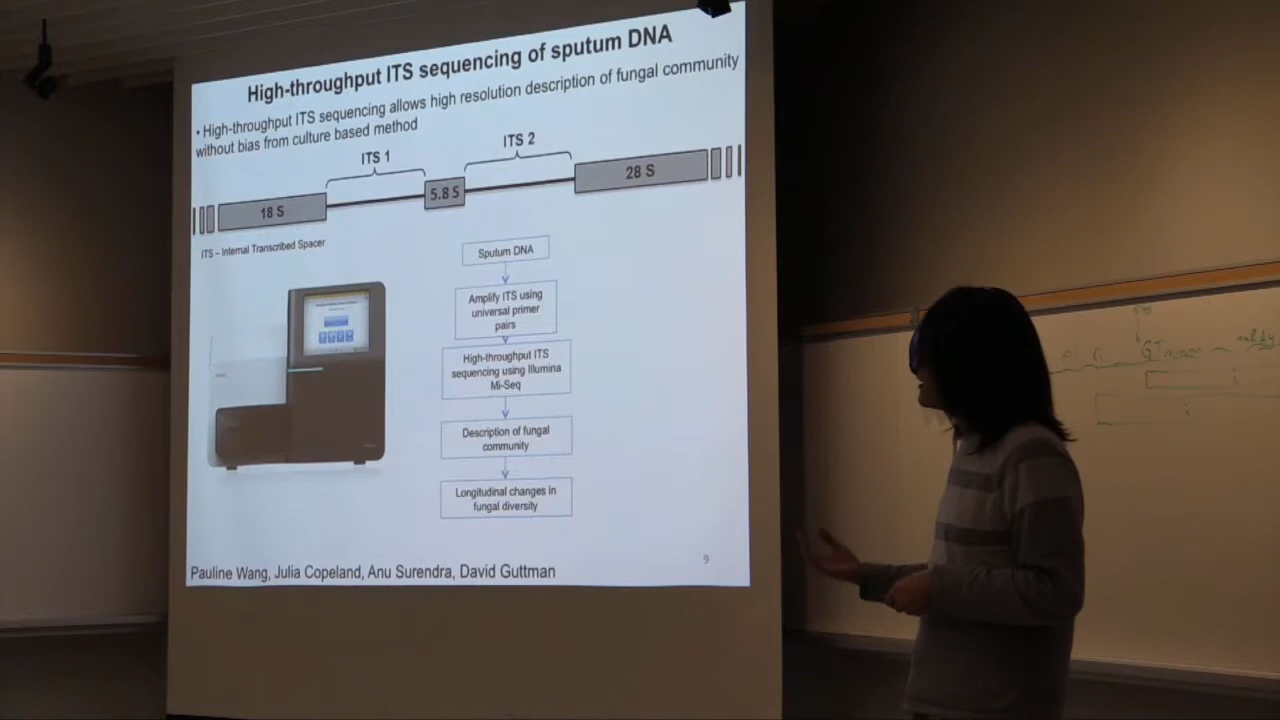 High-throughput ITS sequencing of sputum DNA
• High-throughput ITS sequencing allows high resolution description of fungal community
without bias from culture based method
ITS 1
ITS 2
18 S
5.8 S
28 S
ITS – Internal Transcribed Spacer
Sputum DNA
Amplify ITS using
universal primer
pairs
High-throughput ITS
sequencing using Illumina
Mi-Seq
Description of fungal
community
Longitudinal changes in
fungal diversity
9
Pauline Wang, Julia Copeland, Anu Surendra, David Guttman